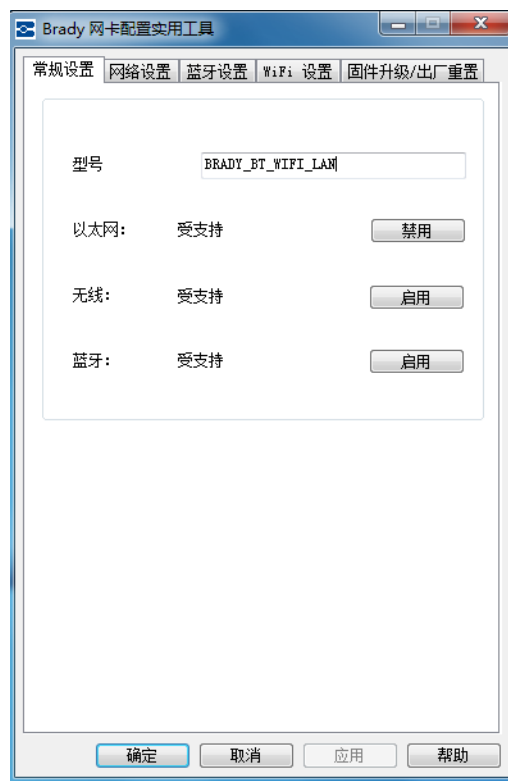 Brady 网卡配置实用工具
常规设置 网络设置 蓝牙设置 WiFi 设置 固件升级/出厂重置
型号 BRADY_BT_WIFI_LAN
以太网： 受支持 禁用
无线： 受支持 启用
蓝牙： 受支持 启用
确定 取消 应用 帮助